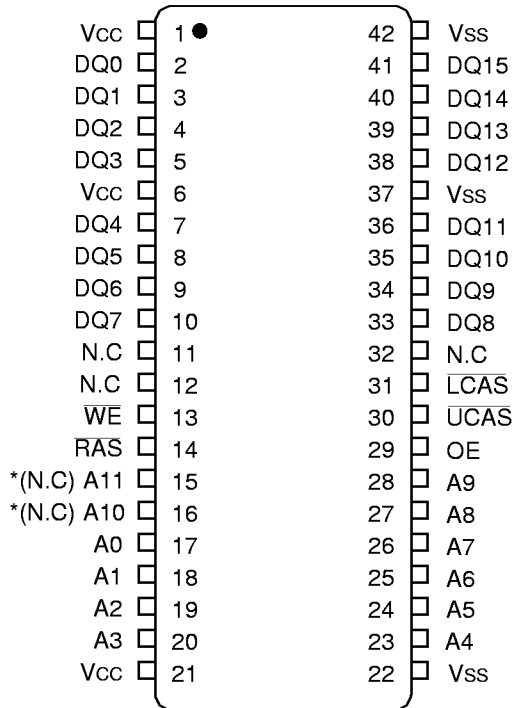 Vcc 1 42 Vss
DQ0 2 41 DQ15
DQ1 3 40 DQ14
DQ2 4 39 DQ13
DQ3 5 38 DQ12
Vcc 6 37 Vss
DQ4 7 36 DQ11
DQ5 8 35 DQ10
DQ6 9 34 DQ9
DQ7 10 33 DQ8
N.C 11 32 N.C
N.C 12 31 L̅C̅A̅S̅
W̅E̅ 13 30 U̅C̅A̅S̅
R̅A̅S̅ 14 29 OE
*(N.C) A11 15 28 A9
*(N.C) A10 16 27 A8
A0 17 26 A7
A1 18 25 A6
A2 19 24 A5
A3 20 23 A4
Vcc 21 22 Vss